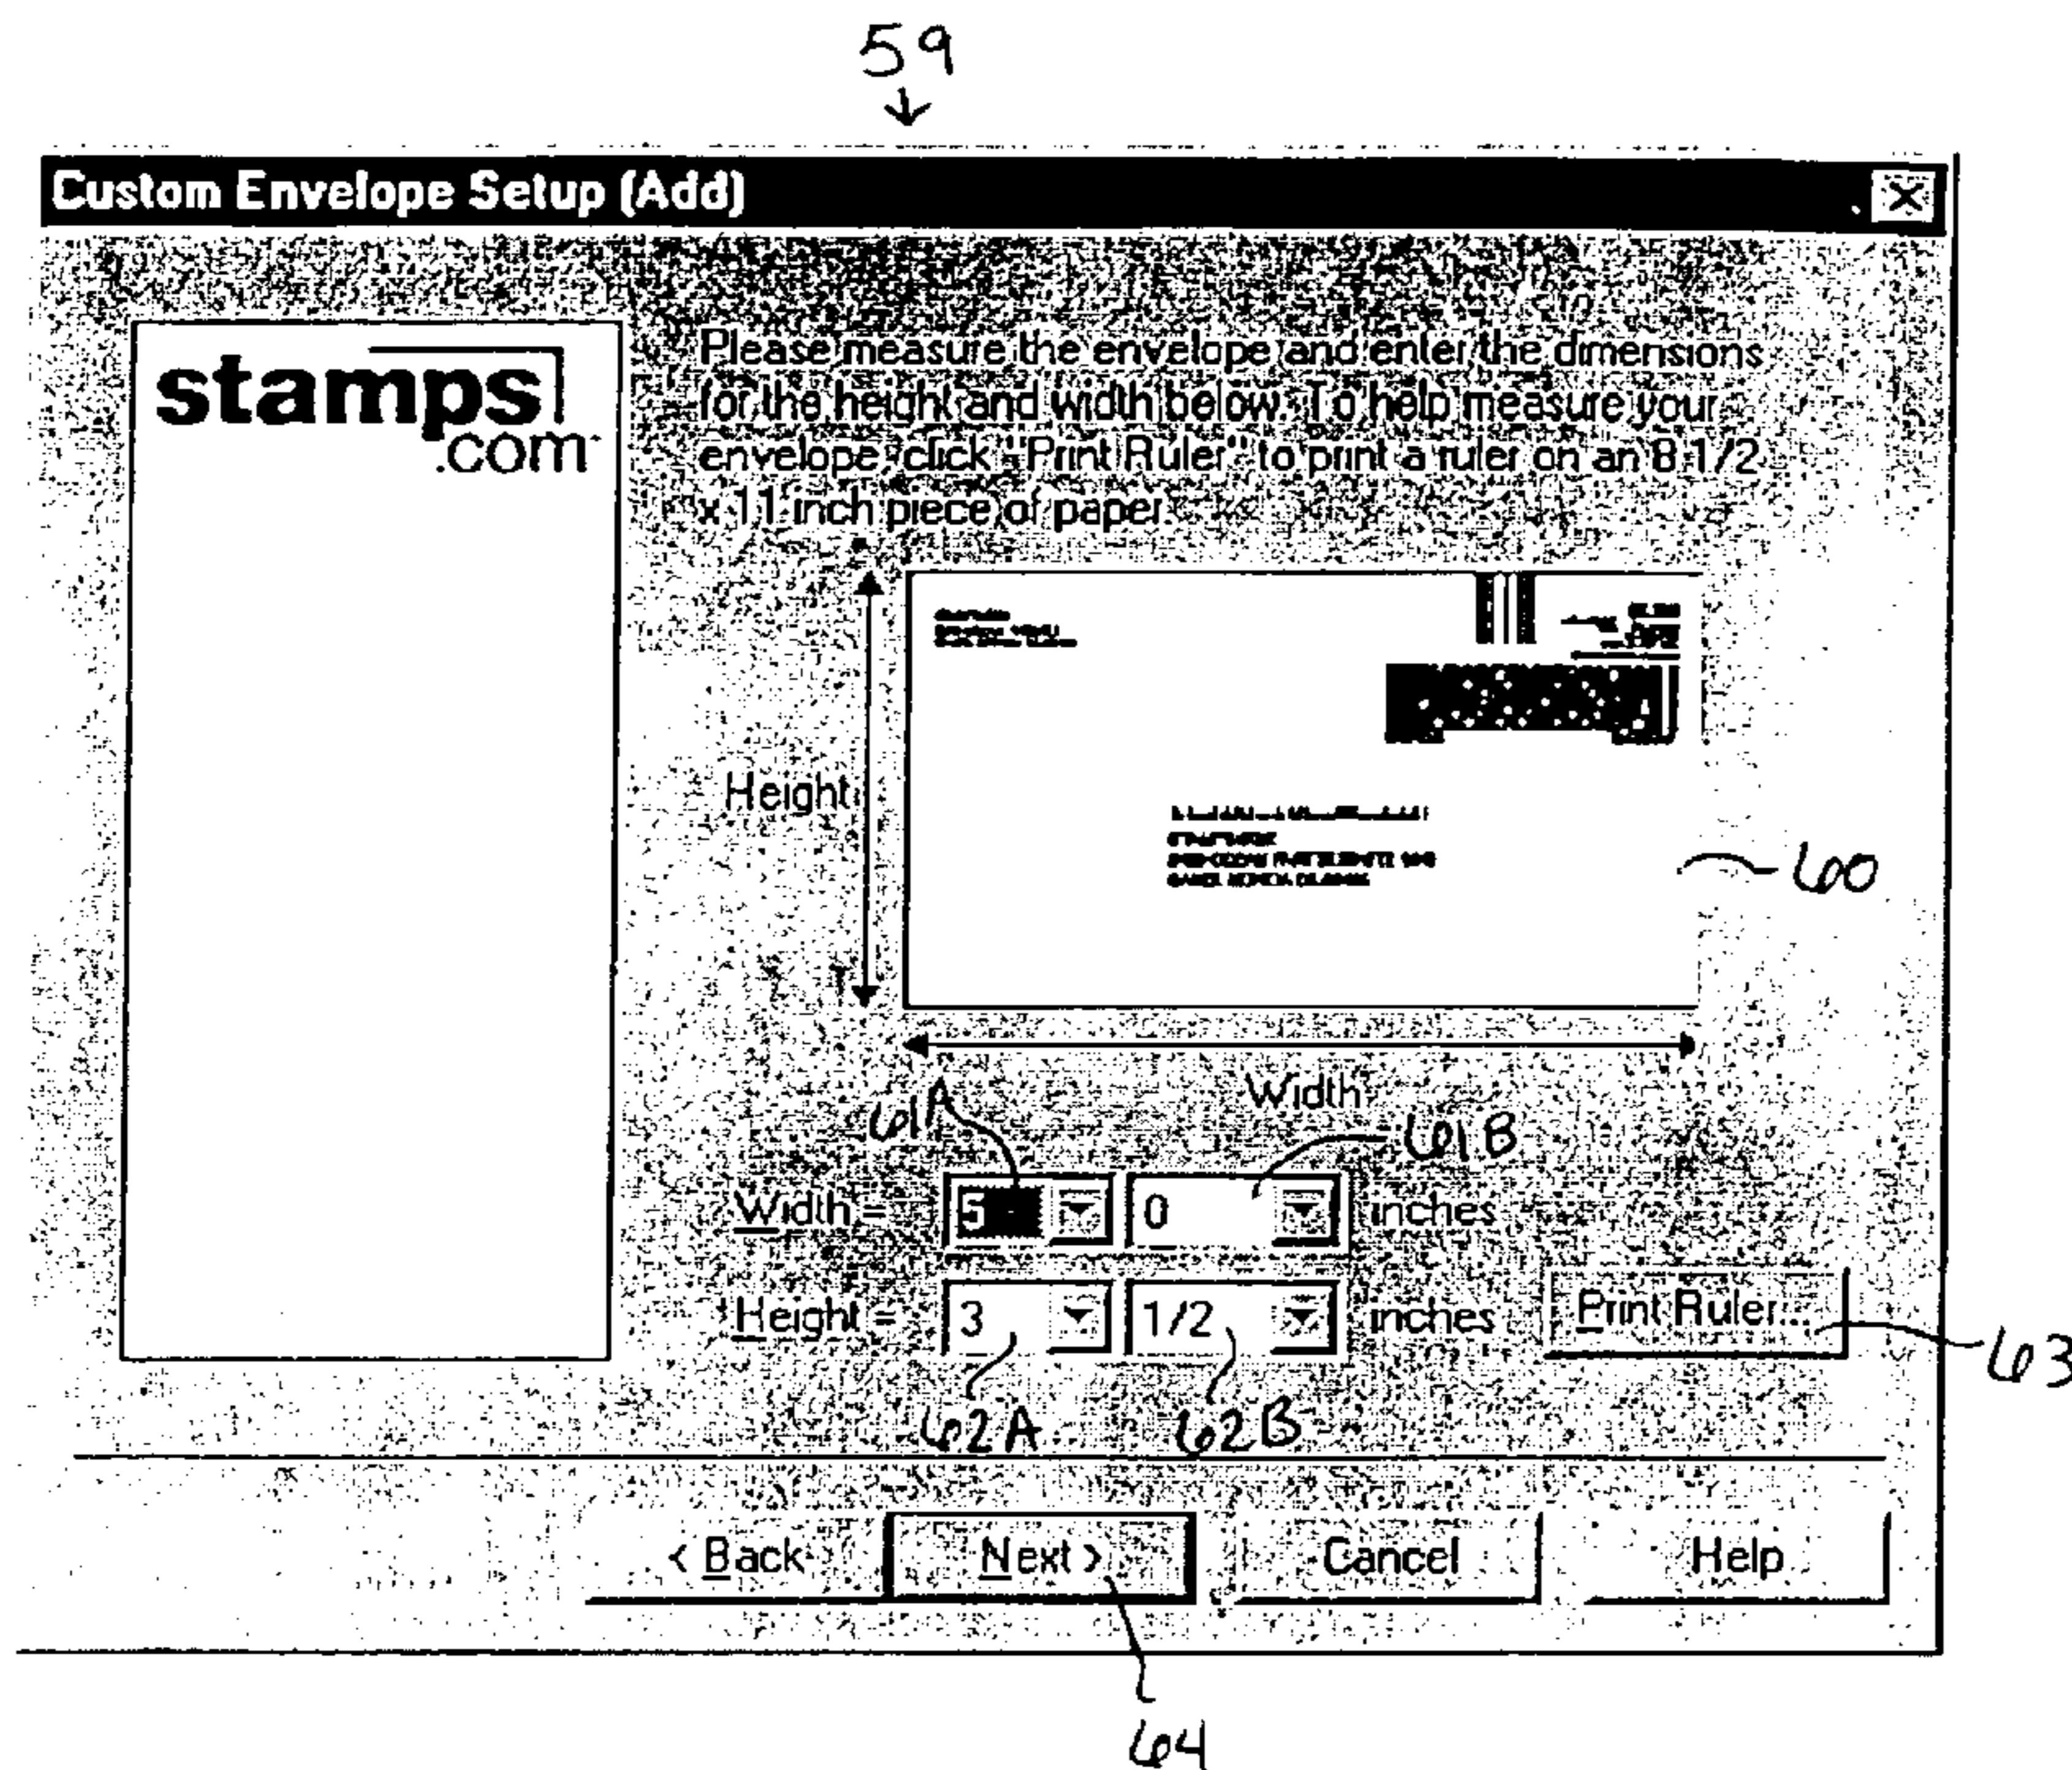 59
Custom Envelope Setup (Add)
stamps
.com
Please measure the envelope and enter the dimensions
for the height and width below. To help measure your
envelope, click "Print Ruler" to print a ruler on an 8 1/2
x 11 inch piece of paper.
Height
60
Width
61A
61B
Width = 5 0 inches
Height = 3 1/2 inches
Print Ruler...
63
62A
62B
< Back
Next >
Cancel
Help
64